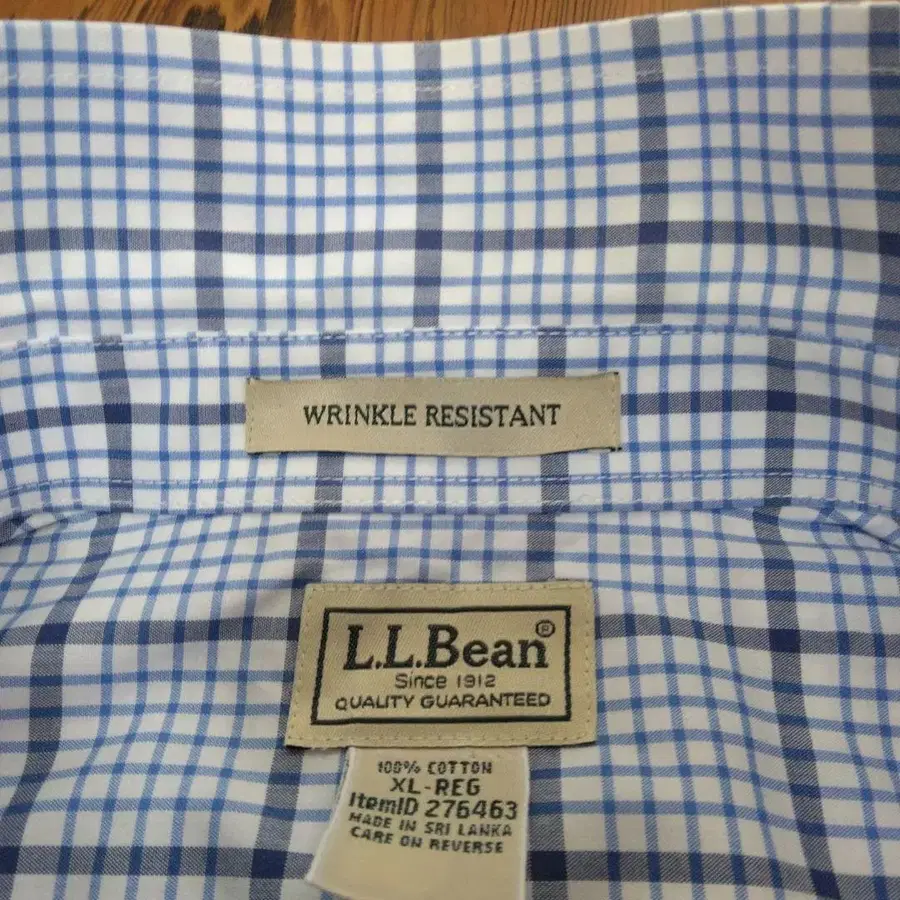 WRINKLE RESISTANT
L.L.Bean®
Since 1912
QUALITY GUARANTEED
100% COTTON
XL-REG
ItemID 276463
MADE IN SRI LANKA
CARE ON REVERSE